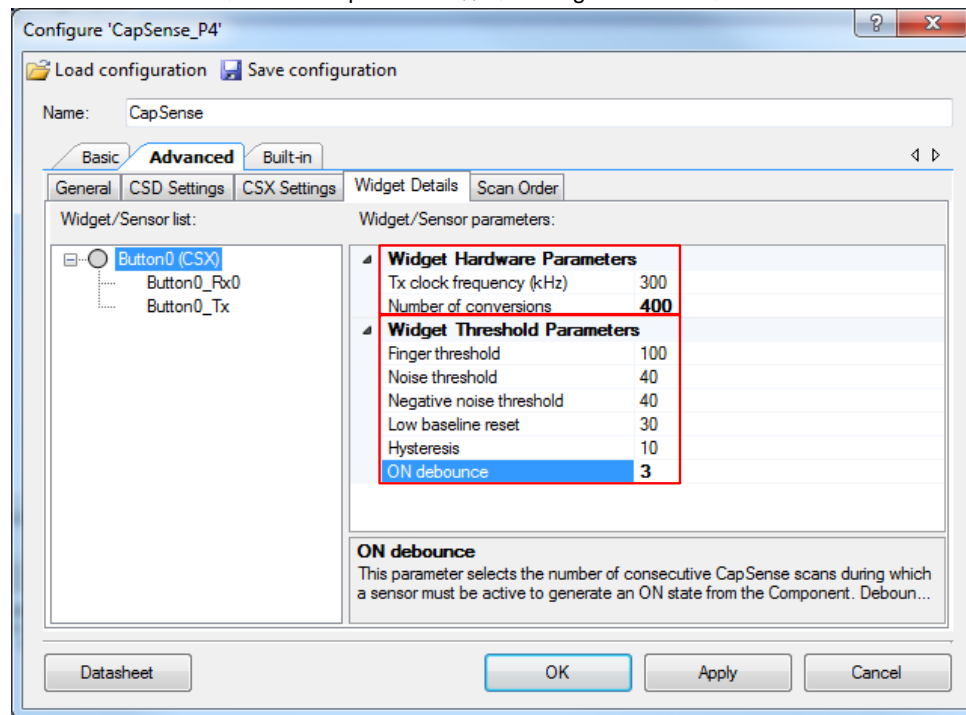 Configure 'CapSense_P4'
Load configuration Save configuration
Name: CapSense
Basic Advanced Built-in
General CSD Settings CSX Settings Widget Details Scan Order
Widget/Sensor list: Widget/Sensor parameters:
Button0 (CSX)
Button0_Rx0
Button0_Tx
Widget Hardware Parameters
Tx clock frequency (kHz) 300
Number of conversions 400
Widget Threshold Parameters
Finger threshold 100
Noise threshold 40
Negative noise threshold 40
Low baseline reset 30
Hysteresis 10
ON debounce 3
ON debounce
This parameter selects the number of consecutive CapSense scans during which
a sensor must be active to generate an ON state from the Component. Deboun...
Datasheet OK Apply Cancel